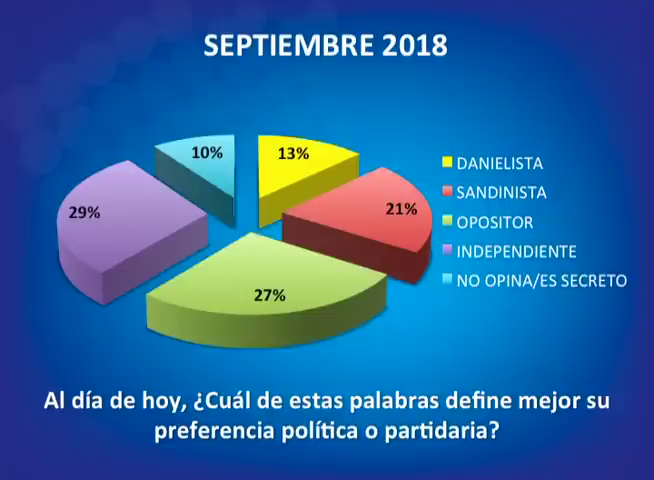 SEPTIEMBRE 2018
10%
13%
29%
21%
27%
DANIELISTA
SANDINISTA
OPOSITOR
INDEPENDIENTE
NO OPINA/ES SECRETO
Al día de hoy, ¿Cuál de estas palabras define mejor su
preferencia política o partidaria?